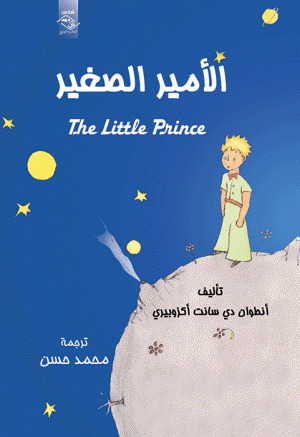 الأمير الصغير
The Little Prince
تأليف
أنطوان دي سانت أكزوبيري
ترجمة
محمد حسن